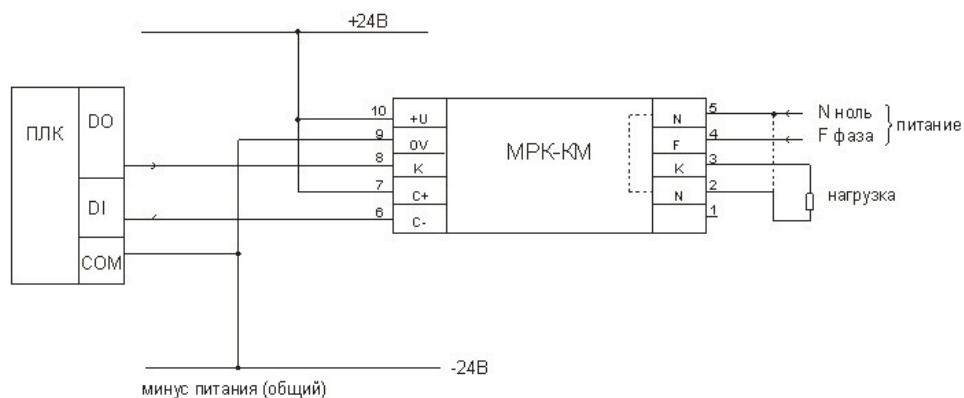 +24В
ПЛК
DO
DI
COM
10
9
8
7
6
+U
0V
K
C+
C-
МРК-КМ
N
F
K
N
5
4
3
2
1
N ноль
F фаза
питание
нагрузка
-24В
минус питания (общий)